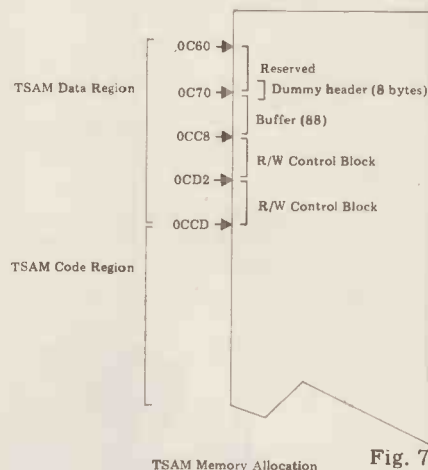 0C60
Reserved
TSAM Data Region
0C70
Dummy header (8 bytes)
Buffer (88)
0CC8
R/W Control Block
0CD2
R/W Control Block
0CCD
TSAM Code Region
Fig. 7
TSAM Memory Allocation